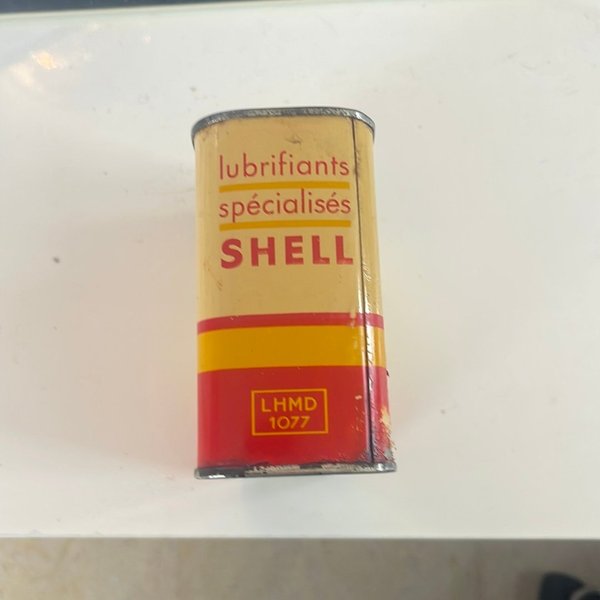 lubrifiants
spécialisés
SHELL
LHMD
1077